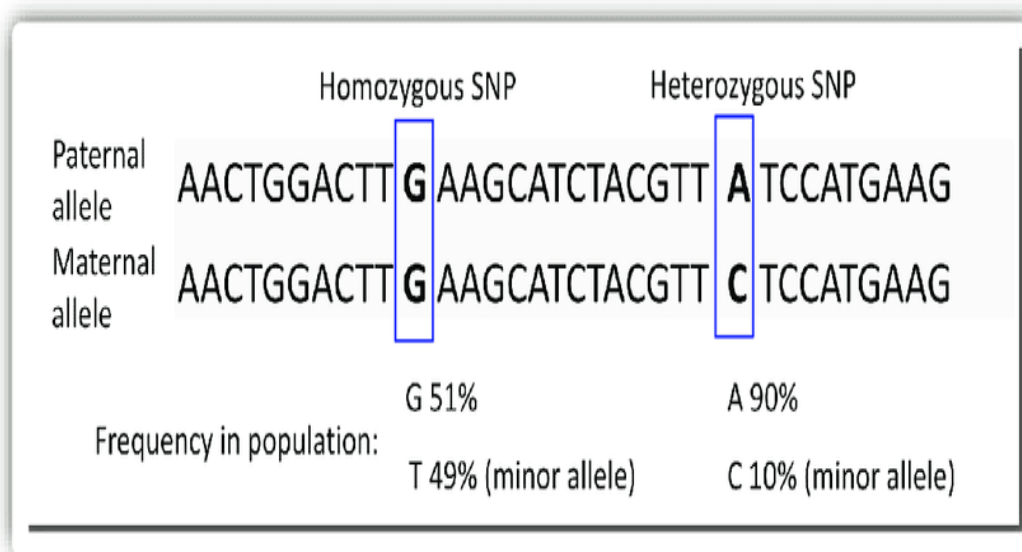 Homozygous SNP Heterozygous SNP
Paternal
allele
AACTGGACTT G AAGCATCTACGTT A TCCATGAAG
Maternal
allele
AACTGGACTT G AAGCATCTACGTT C TCCATGAAG
G 51% A 90%
Frequency in population:
T 49% (minor allele) C 10% (minor allele)